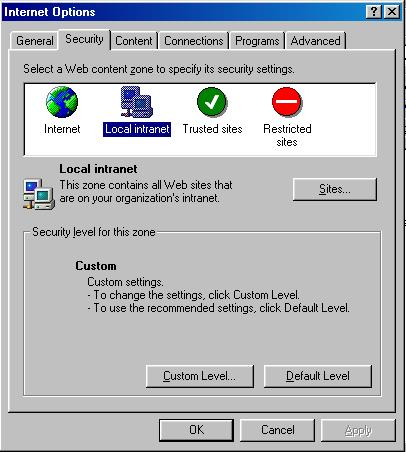 Internet Options
General Security Content Connections Programs Advanced
Select a Web content zone to specify its security settings.
Internet Local intranet Trusted sites Restricted
sites
Local intranet
This zone contains all Web sites that
are on your organization's intranet.
Sites...
Security level for this zone
Custom
Custom settings.
- To change the settings, click Custom Level.
- To use the recommended settings, click Default Level.
Custom Level... Default Level
OK Cancel Apply